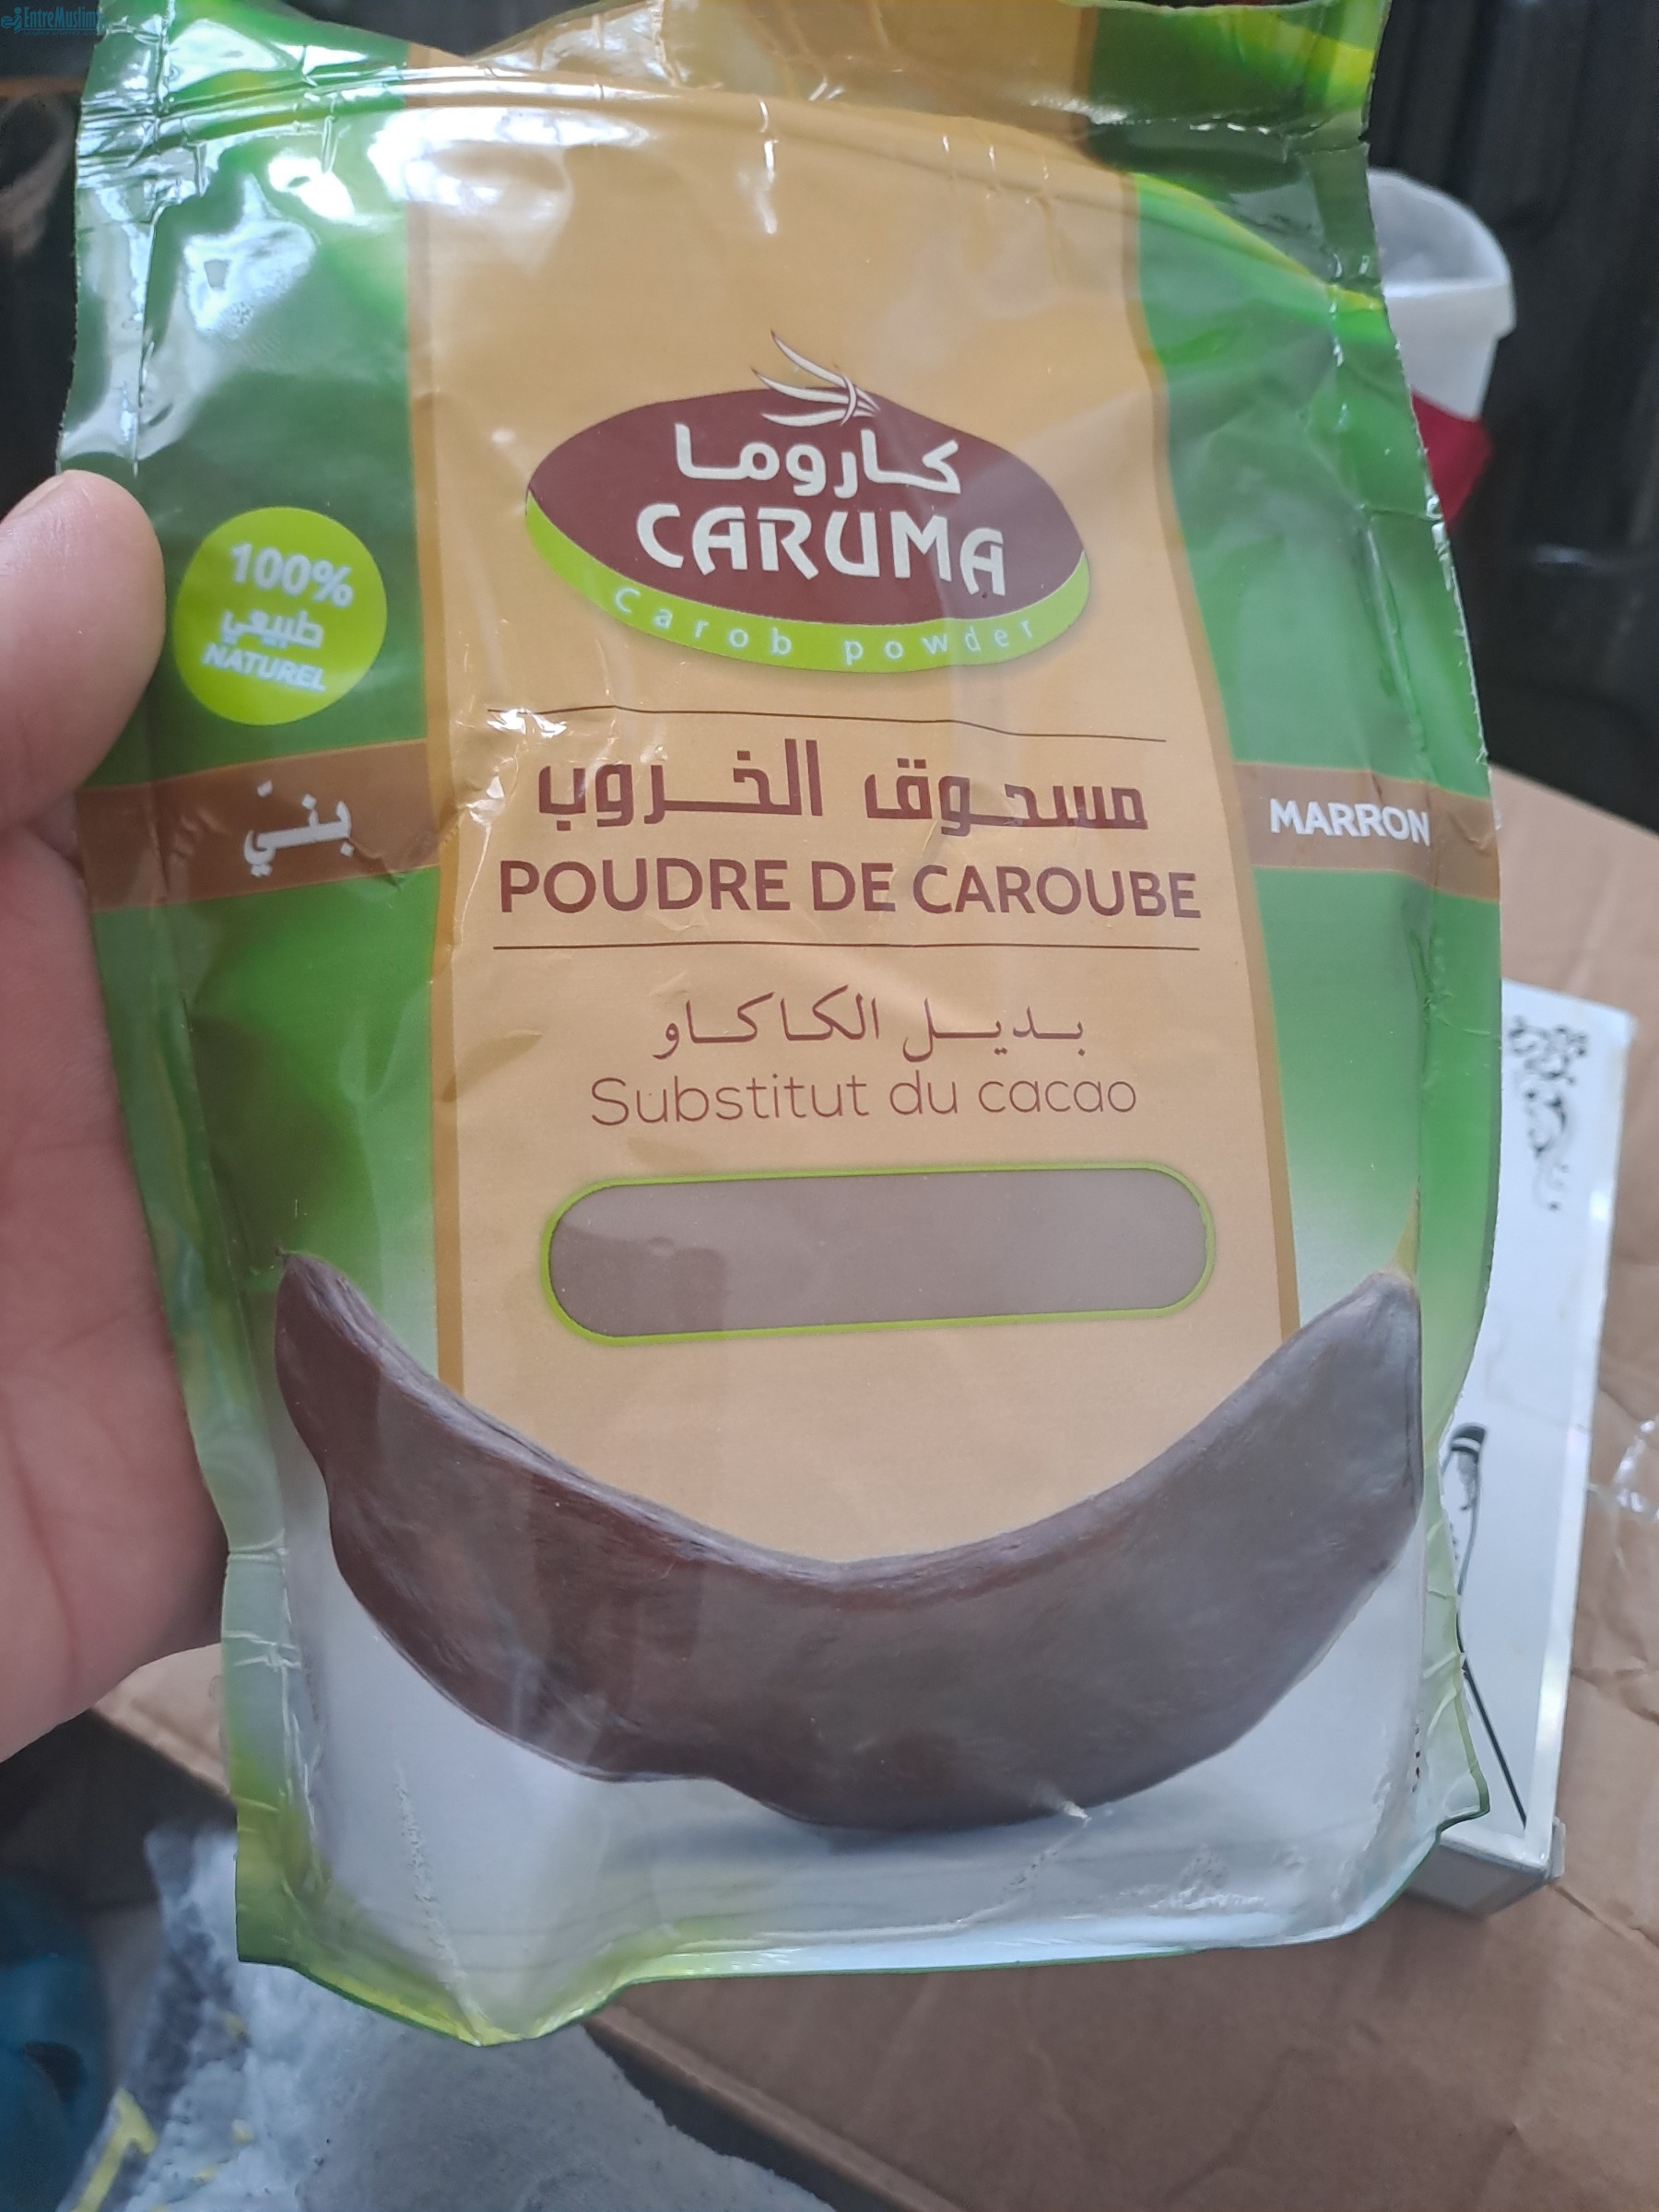 EntreMuslim
كاروما
CARUMA
Carob powder
100%
طبيعي
NATUREL
مسحوق الخروب
بنيّ
MARRON
POUDRE DE CAROUBE
بديل الكاكاو
Substitut du cacao